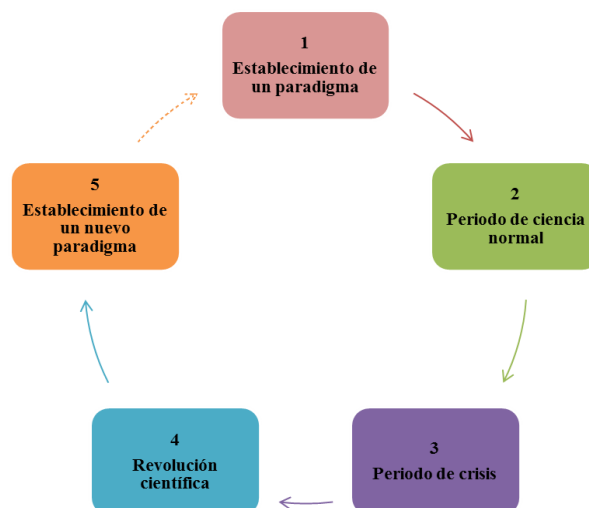 1
Establecimiento de
un paradigma
2
Periodo de ciencia
normal
3
Periodo de crisis
4
Revolución
científica
5
Establecimiento de
un nuevo
paradigma